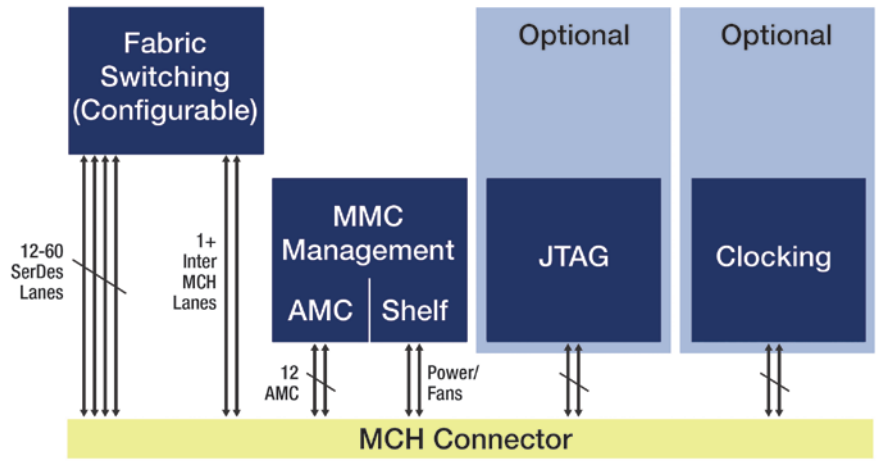 Fabric
Switching
(Configurable)
Optional
Optional
MMC
Management
AMC
Shelf
JTAG
Clocking
12-60
SerDes
Lanes
1+
Inter
MCH
Lanes
12
AMC
Power/
Fans
MCH Connector